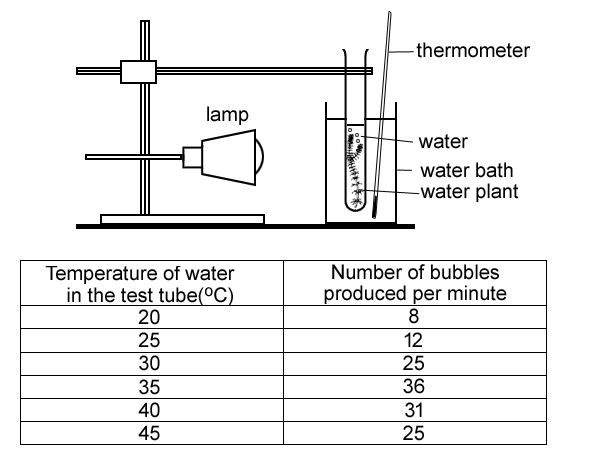 thermometer
lamp
water
water bath
water plant
Temperature of water
in the test tube(ºC)
Number of bubbles
produced per minute
20 8
25 12
30 25
35 36
40 31
45 25